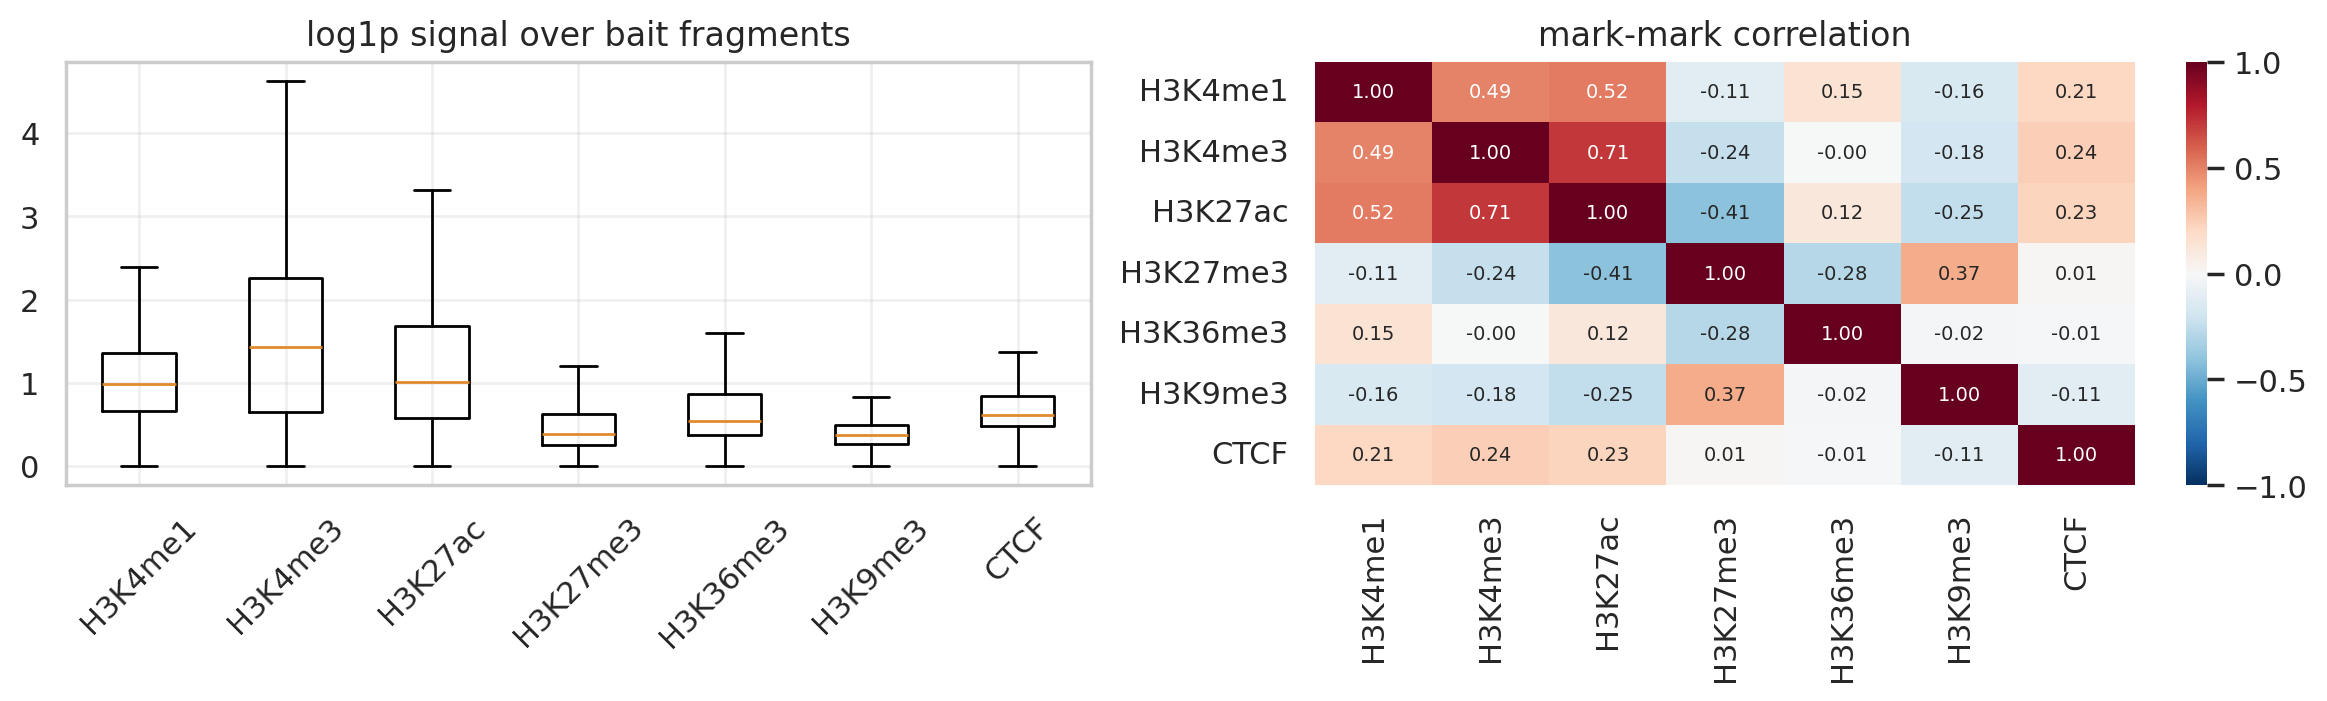 log1p signal over bait fragments
4
3
2
1
0
H3K4me1
H3K4me3
H3K27ac
H3K27me3
H3K36me3
H3K9me3
CTCF
mark-mark correlation
H3K4me1 1.00 0.49 0.52 -0.11 0.15 -0.16 0.21
H3K4me3 0.49 1.00 0.71 -0.24 -0.00 -0.18 0.24
H3K27ac 0.52 0.71 1.00 -0.41 0.12 -0.25 0.23
H3K27me3 -0.11 -0.24 -0.41 1.00 -0.28 0.37 0.01
H3K36me3 0.15 -0.00 0.12 -0.28 1.00 -0.02 -0.01
H3K9me3 -0.16 -0.18 -0.25 0.37 -0.02 1.00 -0.11
CTCF 0.21 0.24 0.23 0.01 -0.01 -0.11 1.00
H3K4me1
H3K4me3
H3K27ac
H3K27me3
H3K36me3
H3K9me3
CTCF
1.0
0.5
0.0
−0.5
−1.0